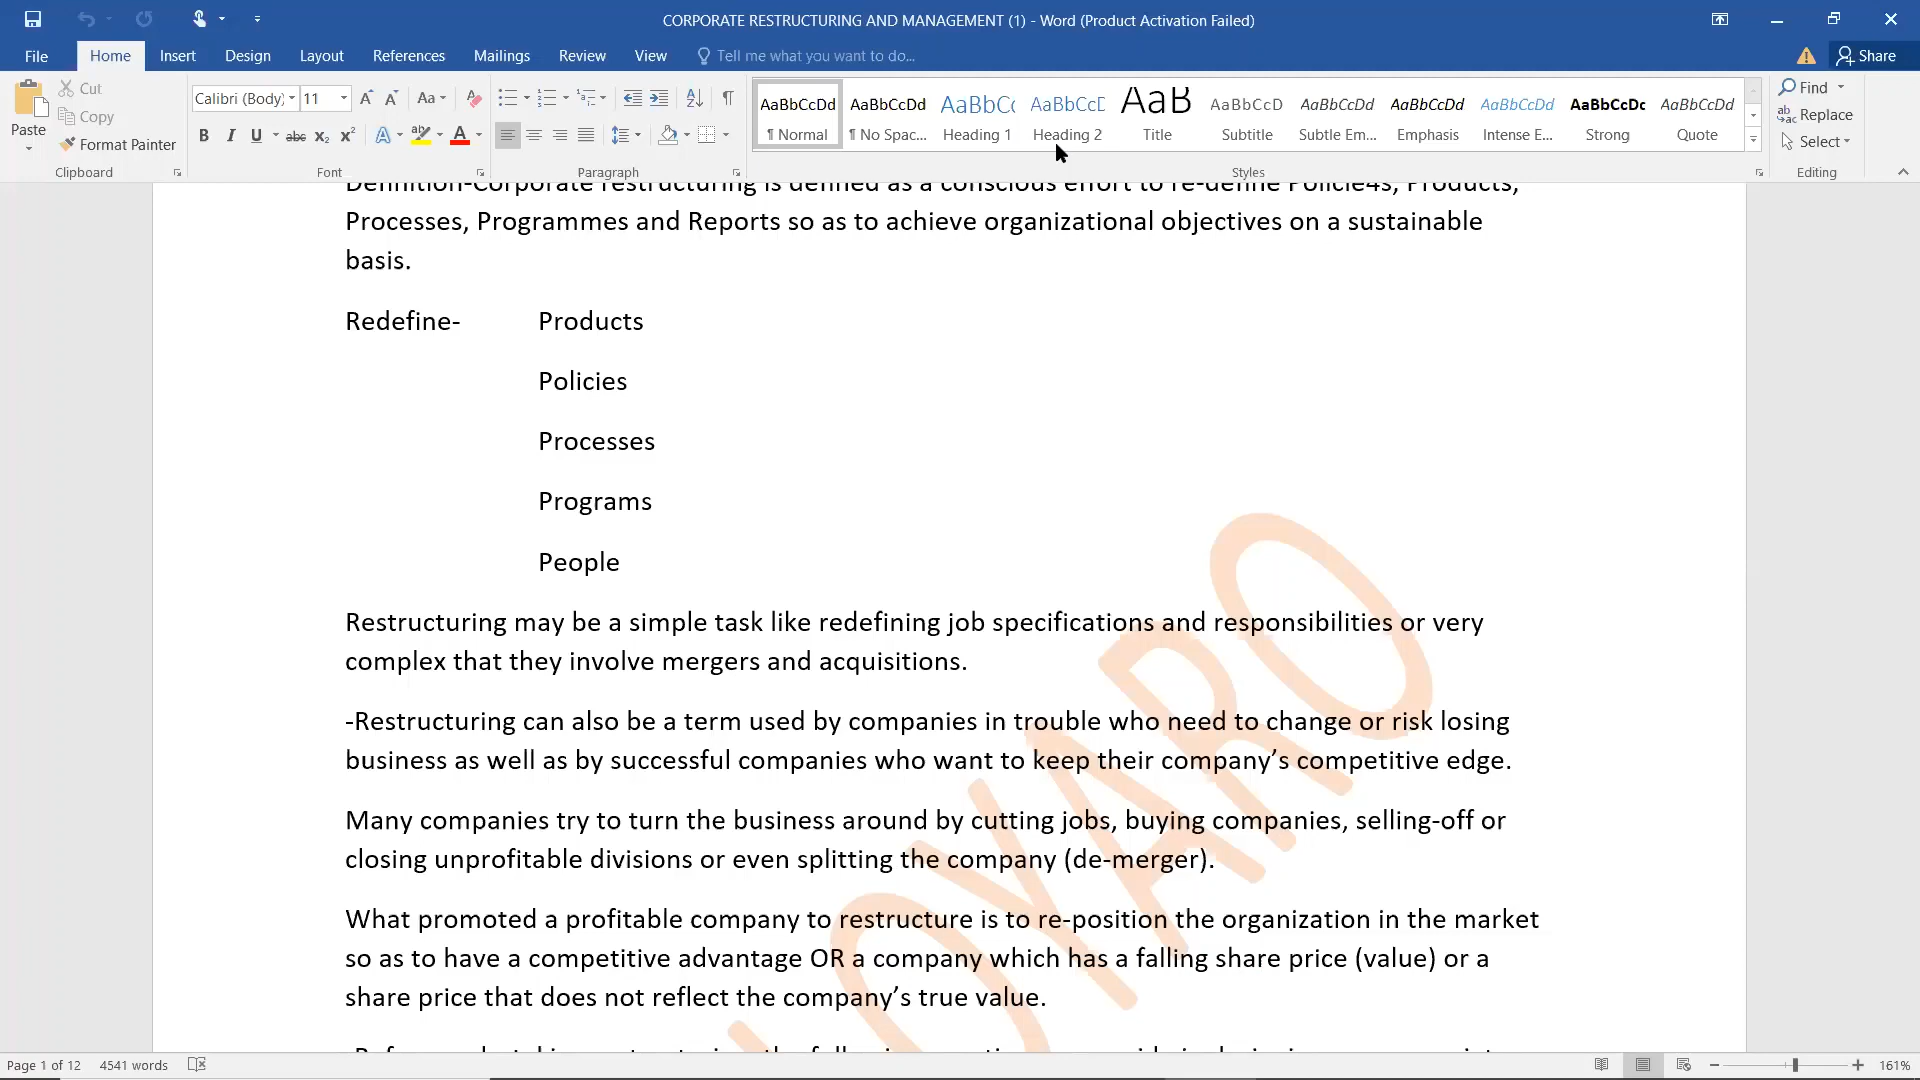 CORPORATE RESTRUCTURING AND MANAGEMENT (1) - Word (Product Activation Failed)
File Home Insert Design Layout References Mailings Review View Tell me what you want to do... Share
Paste Cut Copy Format Painter Clipboard
Calibri (Body) 11 Aa B I U abc x₂ x² A A Font
Paragraph
AaBbCcDd ¶ Normal
AaBbCcDd ¶ No Spac...
AaBbCc Heading 1
AaBbCcD Heading 2
AaB Title
AaBbCcD Subtitle
AaBbCcDd Subtle Em...
AaBbCcDd Emphasis
AaBbCcDd Intense E...
AaBbCcDc Strong
AaBbCcDd Quote
Styles
Find
Replace
Select
Editing
Definition-Corporate restructuring is defined as a conscious effort to re-define Policie4s, Products,
Processes, Programmes and Reports so as to achieve organizational objectives on a sustainable
basis.
Redefine- Products
Policies
Processes
Programs
People
Restructuring may be a simple task like redefining job specifications and responsibilities or very
complex that they involve mergers and acquisitions.
-Restructuring can also be a term used by companies in trouble who need to change or risk losing
business as well as by successful companies who want to keep their company’s competitive edge.
Many companies try to turn the business around by cutting jobs, buying companies, selling-off or
closing unprofitable divisions or even splitting the company (de-merger).
What promoted a profitable company to restructure is to re-position the organization in the market
so as to have a competitive advantage OR a company which has a falling share price (value) or a
share price that does not reflect the company’s true value.
OYARO
Page 1 of 12 4541 words 161%